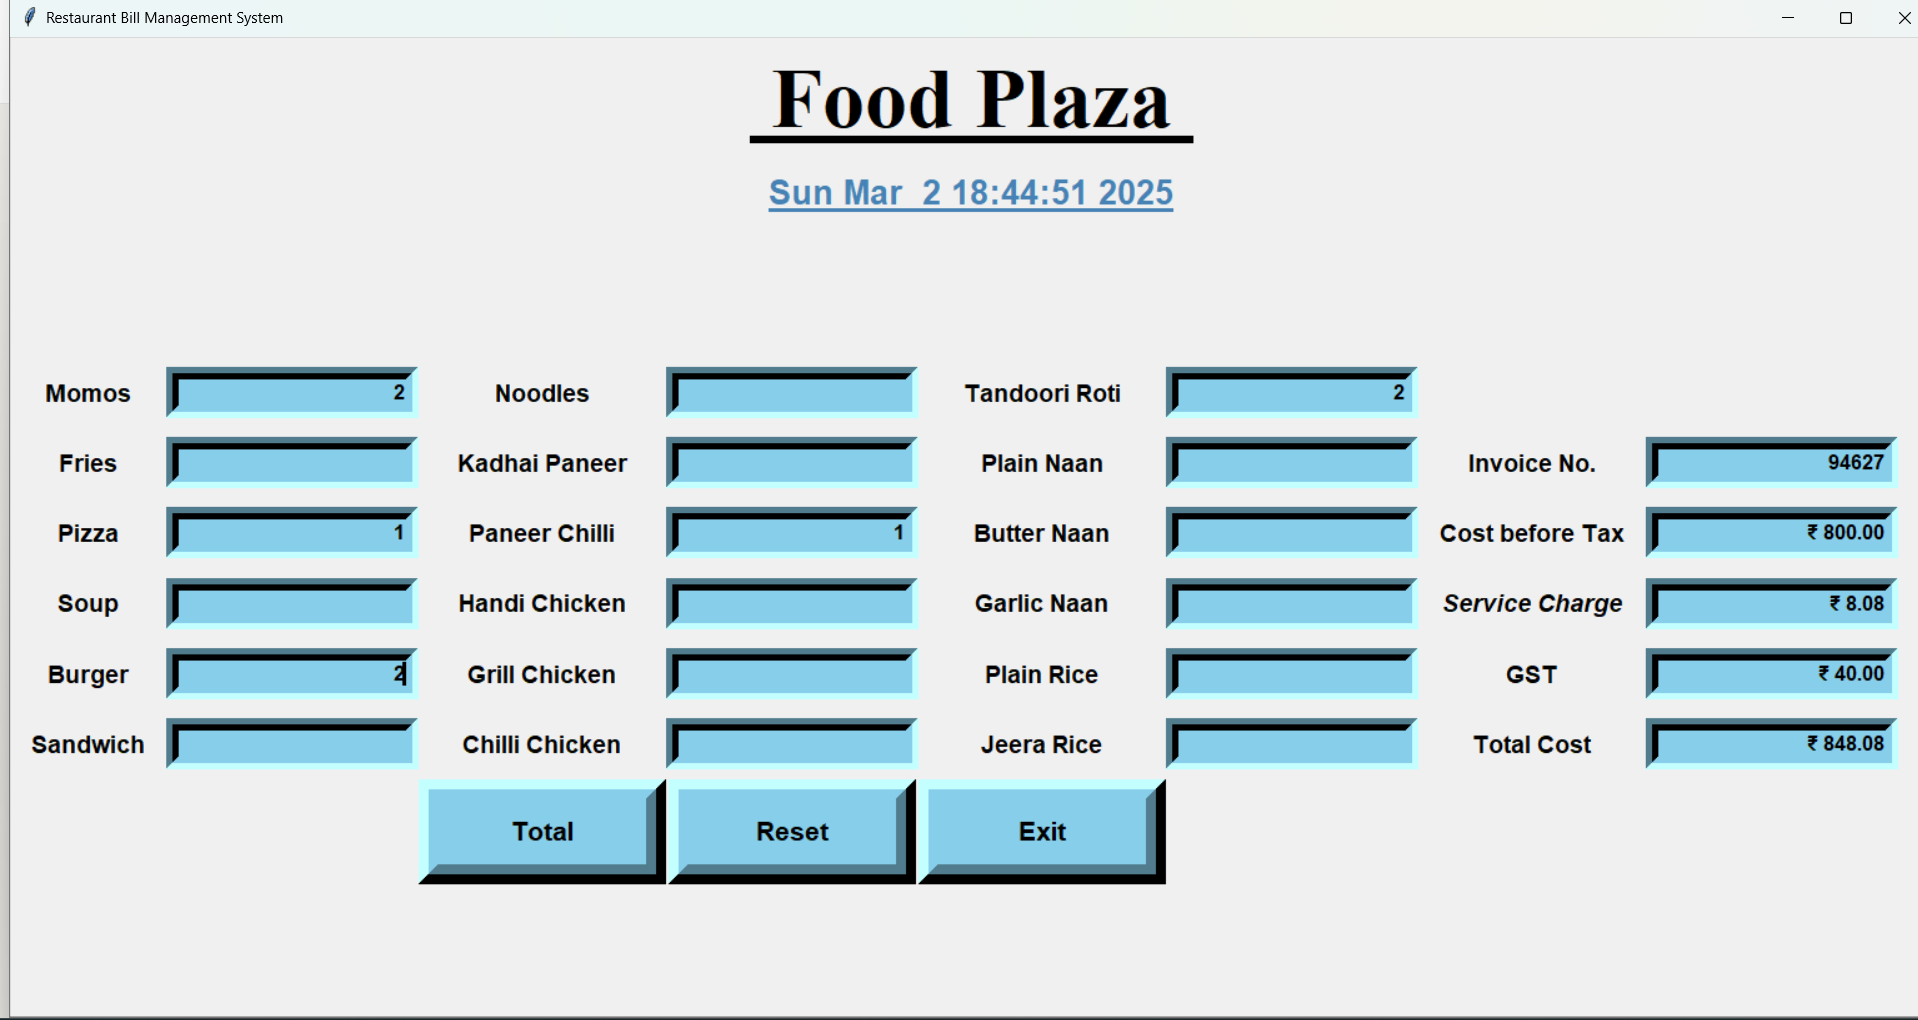 Restaurant Bill Management System
Food Plaza
Sun Mar  2 18:44:51 2025
Momos 2 Noodles Tandoori Roti 2
Fries Kadhai Paneer Plain Naan Invoice No. 94627
Pizza 1 Paneer Chilli 1 Butter Naan Cost before Tax ₹ 800.00
Soup Handi Chicken Garlic Naan Service Charge ₹ 8.08
Burger 2 Grill Chicken Plain Rice GST ₹ 40.00
Sandwich Chilli Chicken Jeera Rice Total Cost ₹ 848.08
Total Reset Exit